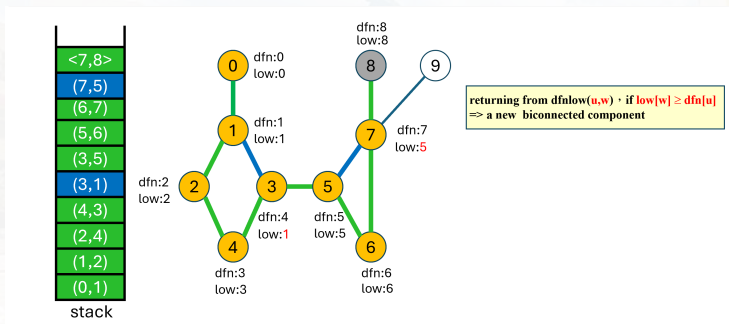 <7,8>
(7,5)
(6,7)
(5,6)
(3,5)
(3,1)
(4,3)
(2,4)
(1,2)
(0,1)
stack
0
dfn:0
low:0
1
dfn:1
low:1
2
dfn:2
low:2
3
dfn:4
low:1
4
dfn:3
low:3
5
dfn:5
low:5
6
dfn:6
low:6
7
dfn:7
low:5
dfn:8
low:8
8
9
returning from dfnlow(u,w),if low[w] ≥ dfn[u]
=> a new biconnected component